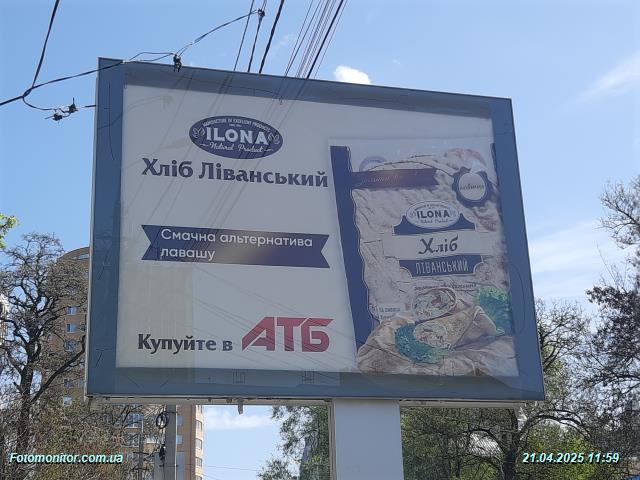 ILONA
Natural Product
Хліб Ліванський
Смачна альтернатива
лавашу
Купуйте в АТБ
ILONA
Хліб
ЛІВАНСЬКИЙ
Fotomonitor.com.ua
21.04.2025 11:59